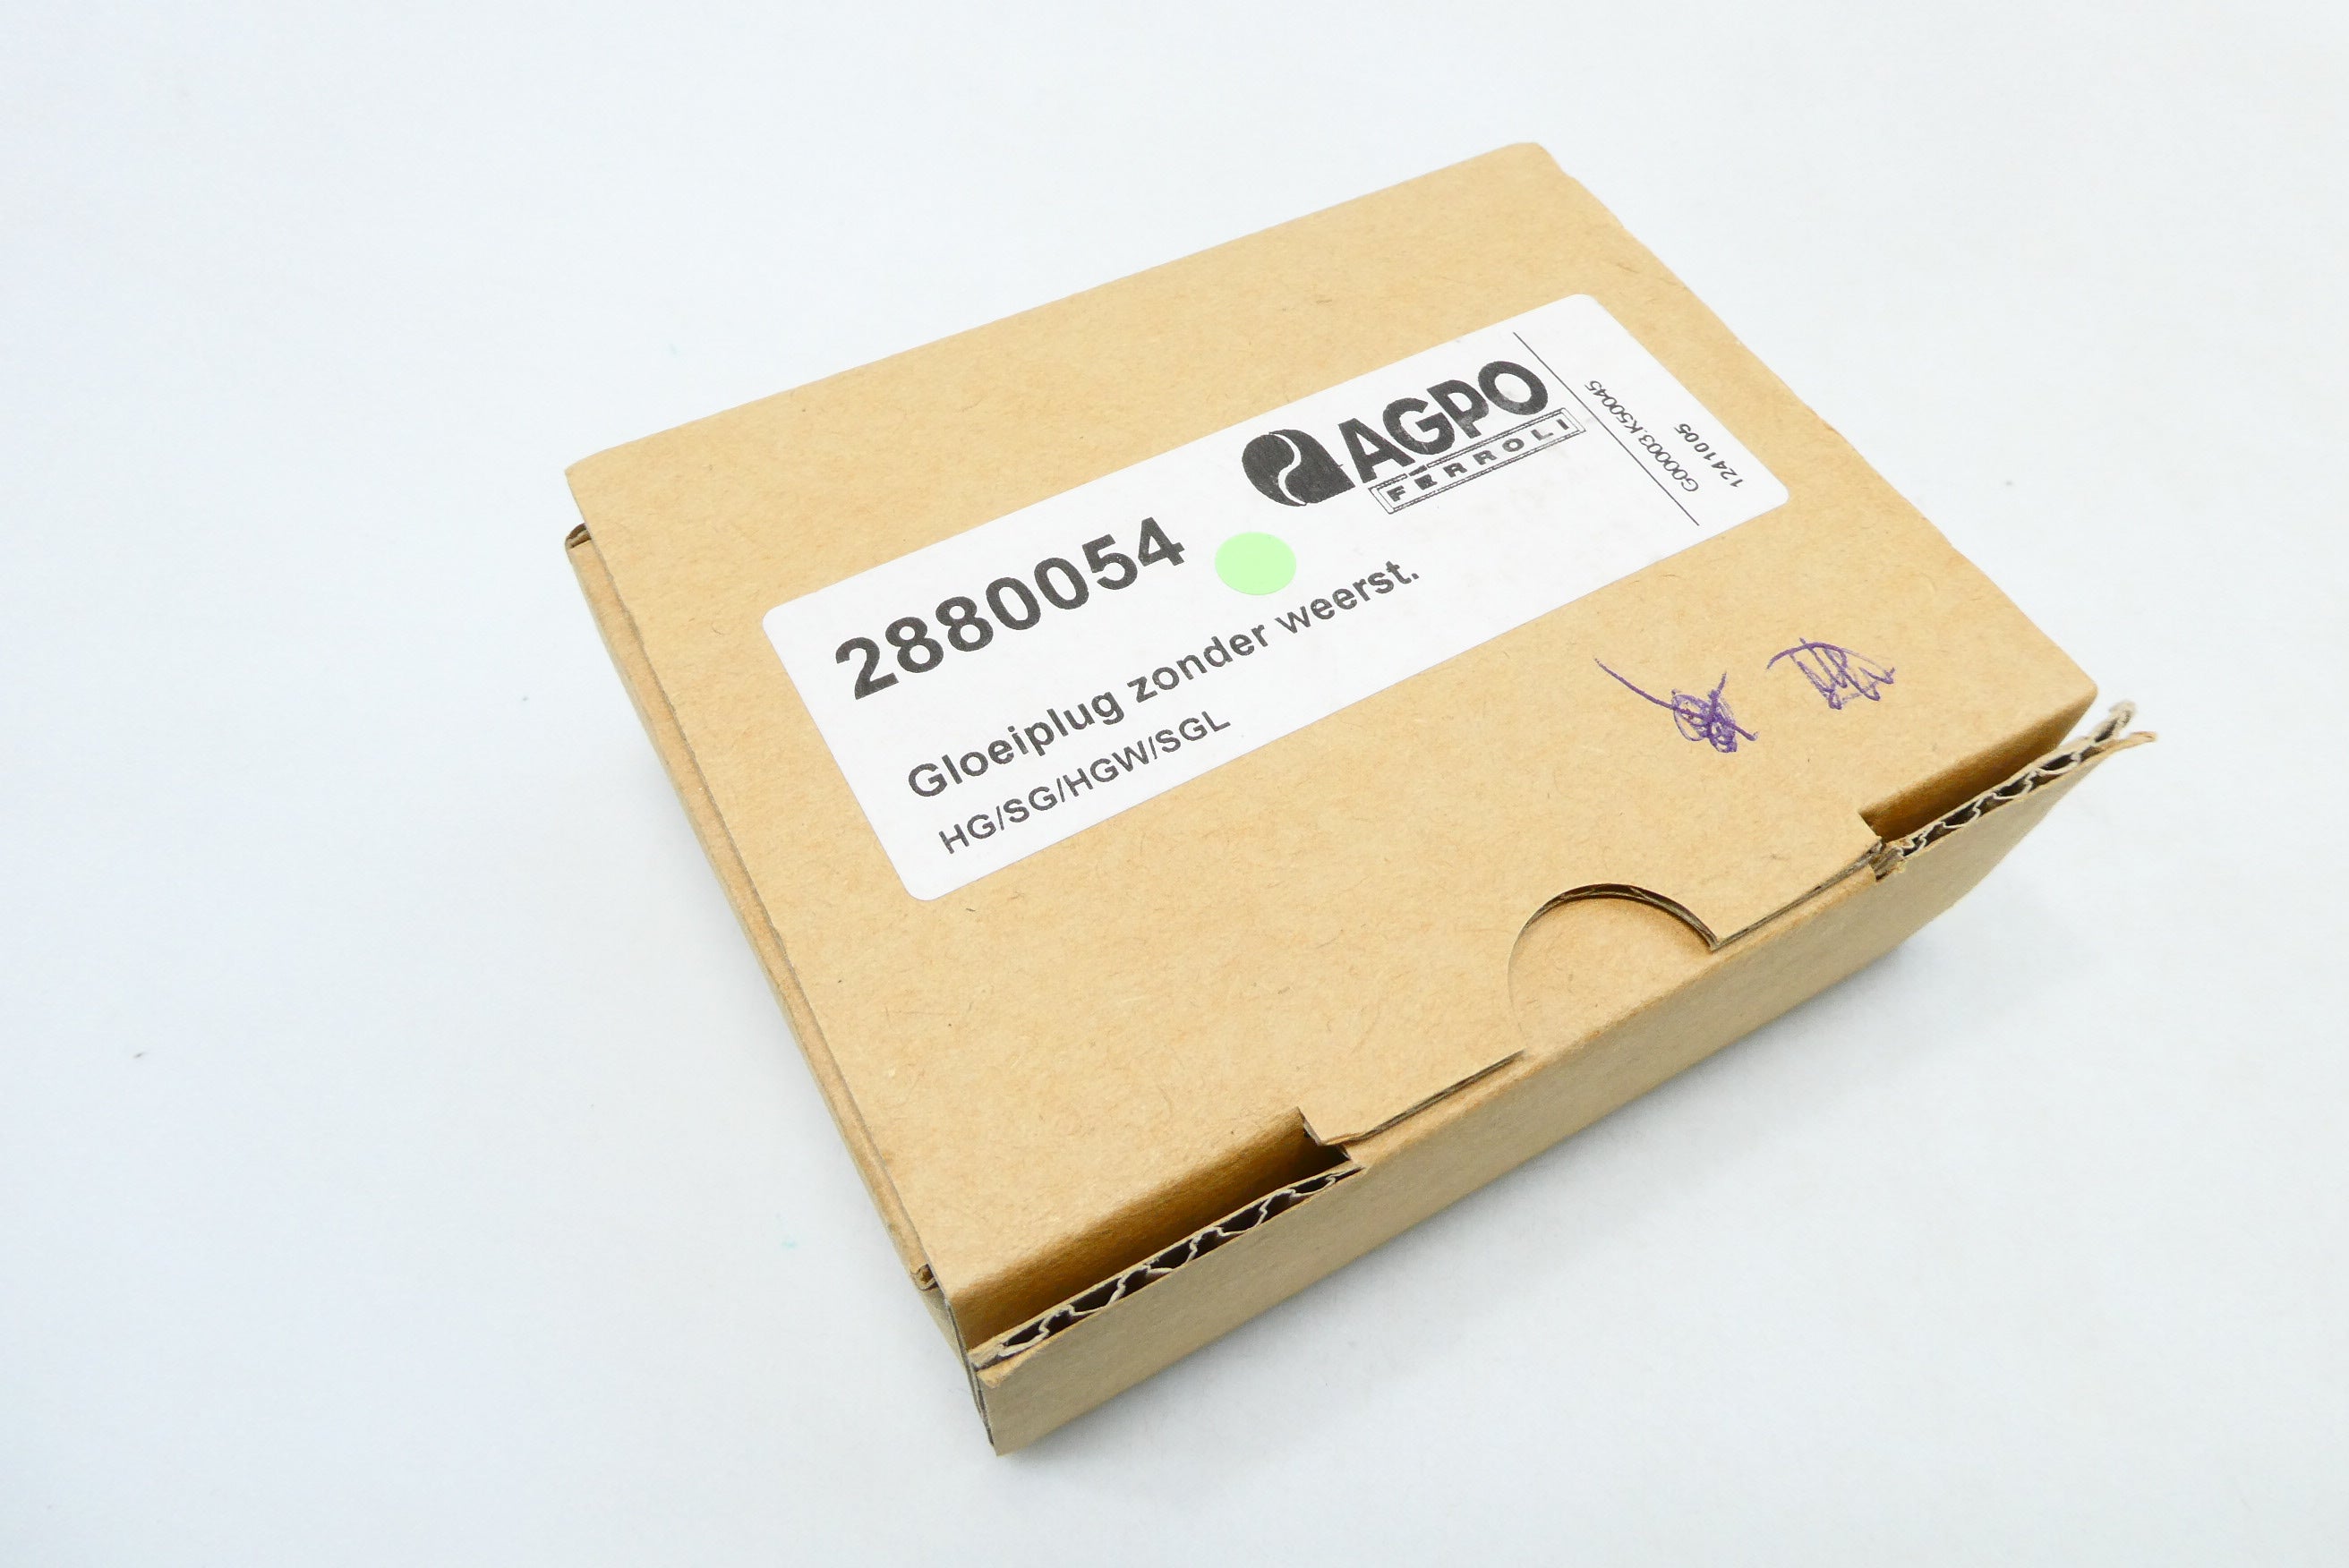 2880054
AGPO
FERROLI
Gloeiplug zonder weerst.
HG/SG/HGW/SGL
G00003.K50045
1241005